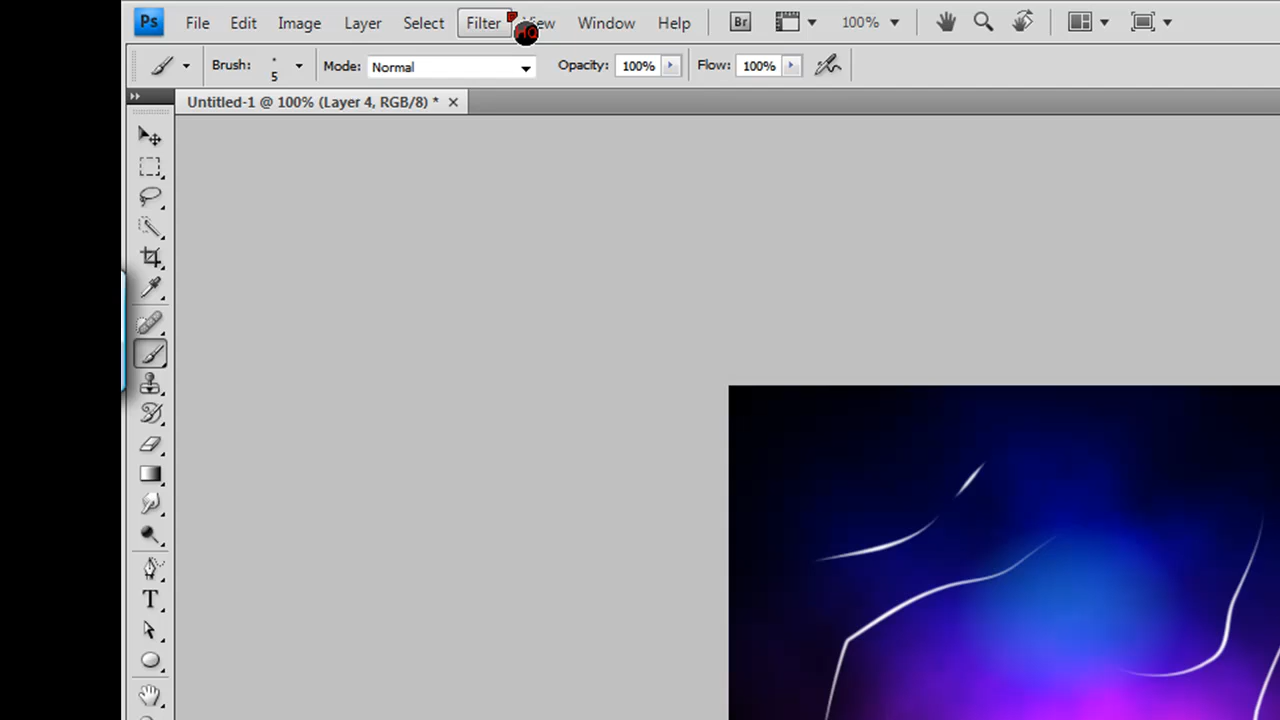 Ps File Edit Image Layer Select Filter View Window Help Br 100%
Brush: 5 Mode: Normal Opacity: 100% Flow: 100%
Untitled-1 @ 100% (Layer 4, RGB/8) *
HQ
T